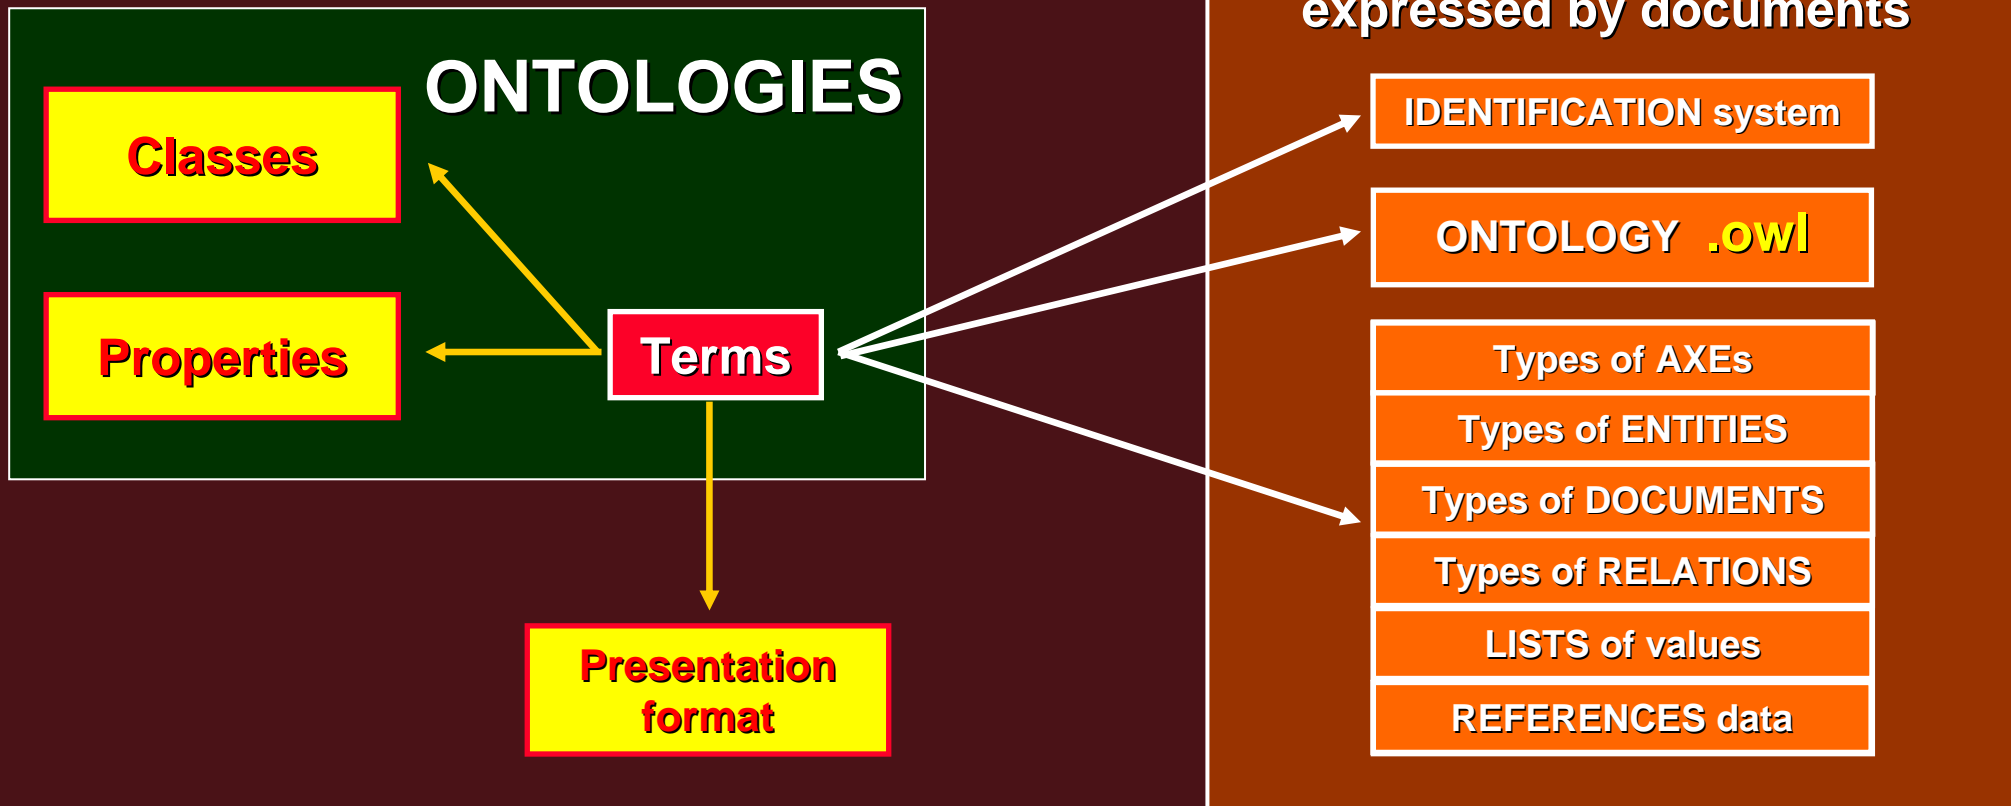 expressed by documents
ONTOLOGIES
Classes
Properties
Terms
Presentation
format
IDENTIFICATION system
ONTOLOGY .owl
Types of AXEs
Types of ENTITIES
Types of DOCUMENTS
Types of RELATIONS
LISTS of values
REFERENCES data